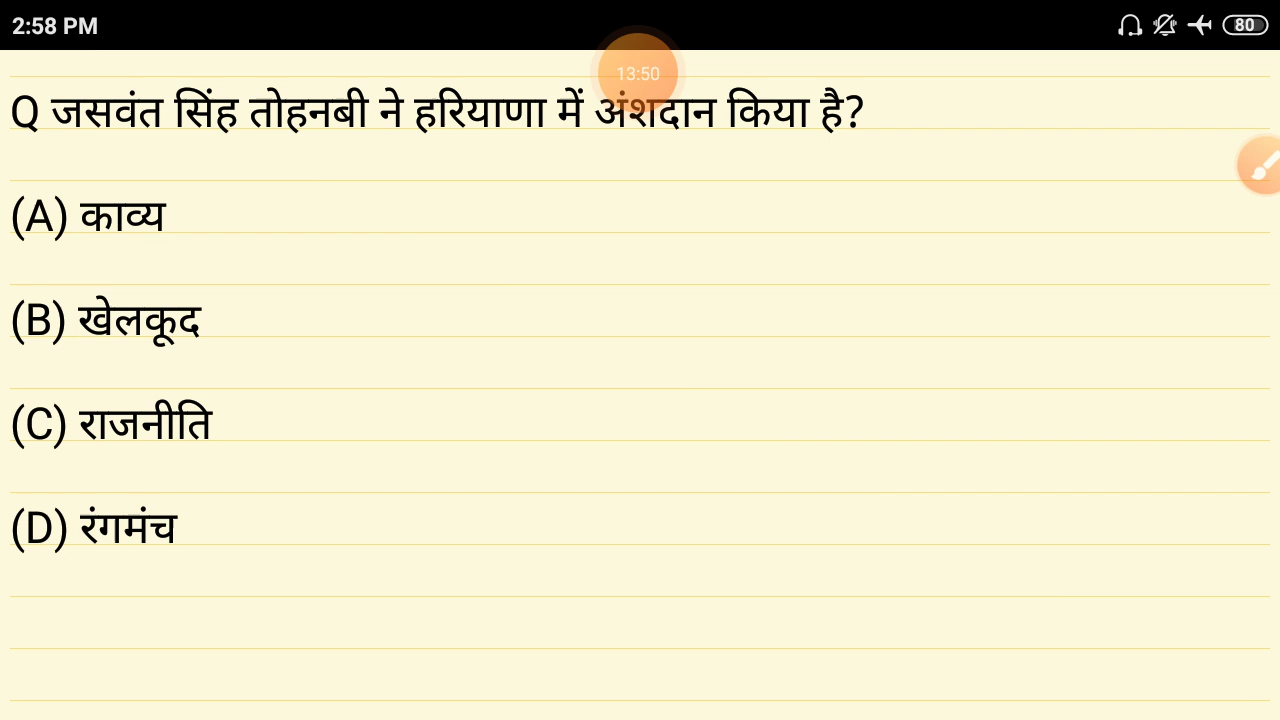 2:58 PM
80
13:50
Q जसवंत सिंह तोहनबी ने हरियाणा में अंशदान किया है?
(A) काव्य
(B) खेलकूद
(C) राजनीति
(D) रंगमंच